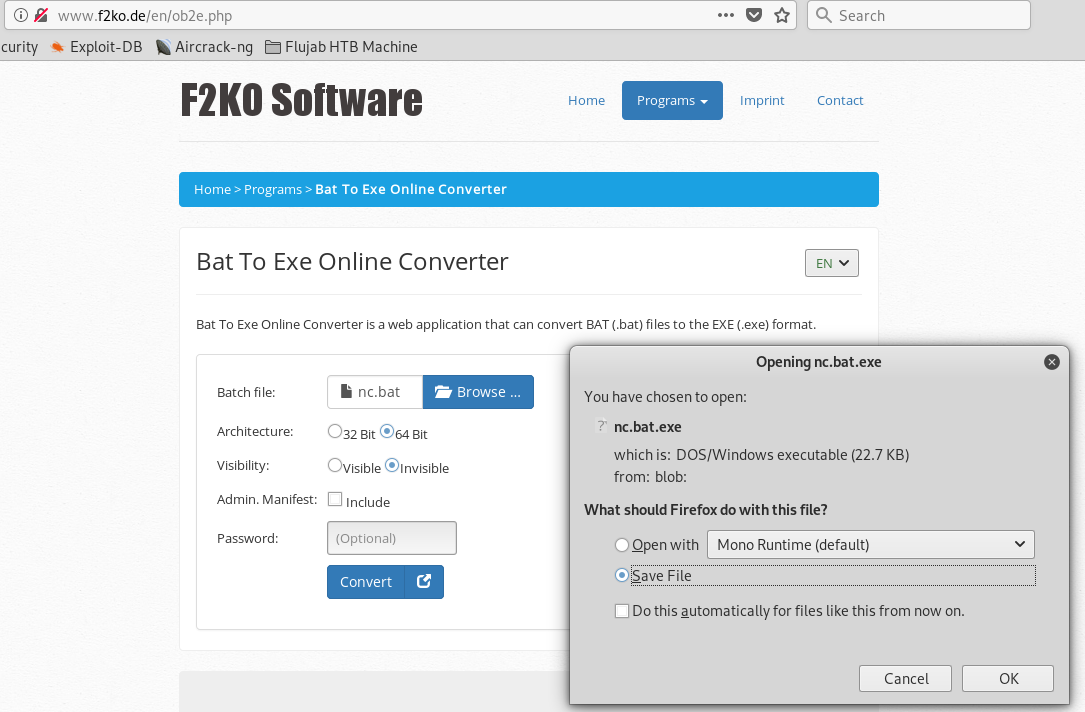 www.f2ko.de/en/ob2e.php
Search
curity Exploit-DB Aircrack-ng Flujab HTB Machine
F2KO Software
Home Programs Imprint Contact
Home > Programs > Bat To Exe Online Converter
Bat To Exe Online Converter
EN
Bat To Exe Online Converter is a web application that can convert BAT (.bat) files to the EXE (.exe) format.
Batch file: nc.bat Browse ...
Architecture: 32 Bit 64 Bit
Visibility: Visible Invisible
Admin. Manifest: Include
Password: (Optional)
Convert
Opening nc.bat.exe
You have chosen to open:
nc.bat.exe
which is: DOS/Windows executable (22.7 KB)
from: blob:
What should Firefox do with this file?
Open with Mono Runtime (default)
Save File
Do this automatically for files like this from now on.
Cancel OK